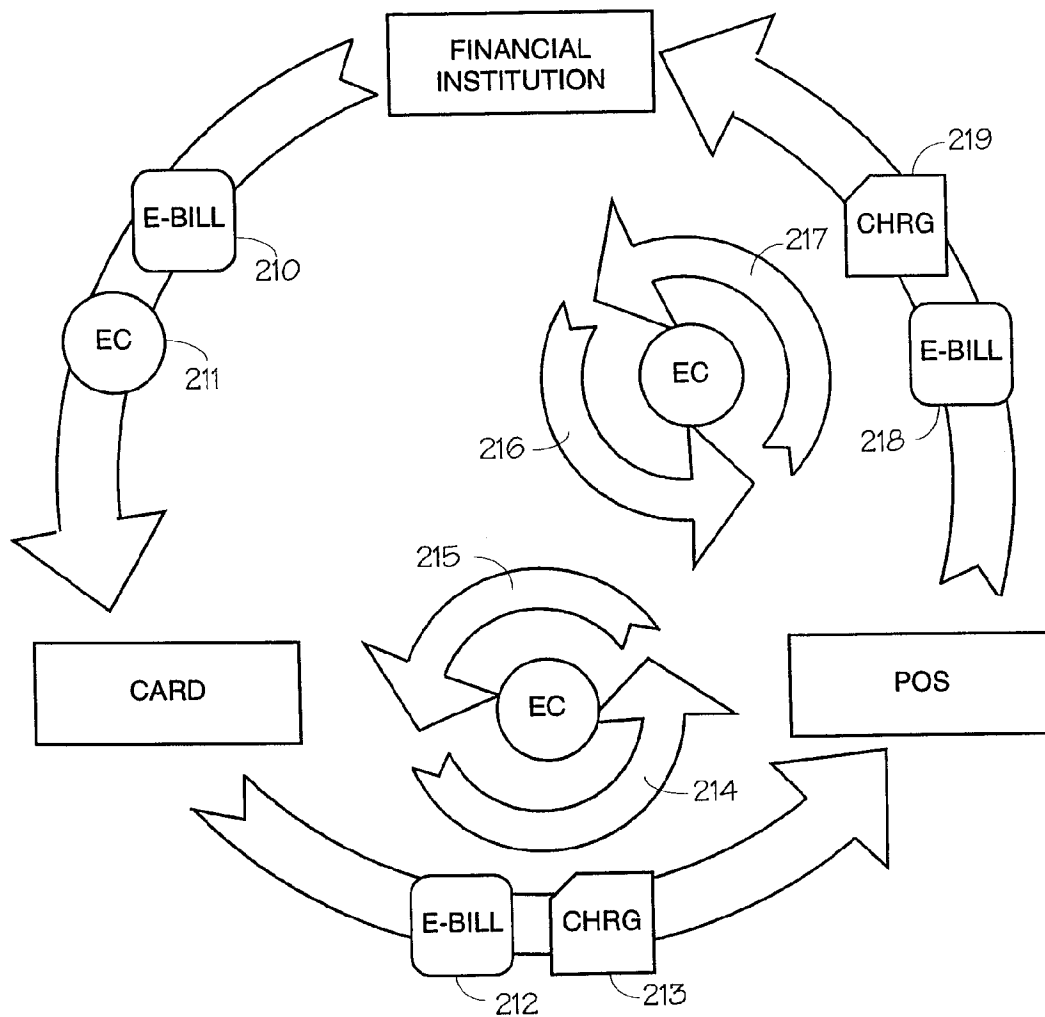 FINANCIAL
INSTITUTION
219
CHRG
E-BILL
210
217
EC
211
EC
E-BILL
218
216
215
CARD
EC
POS
214
E-BILL
CHRG
212
213